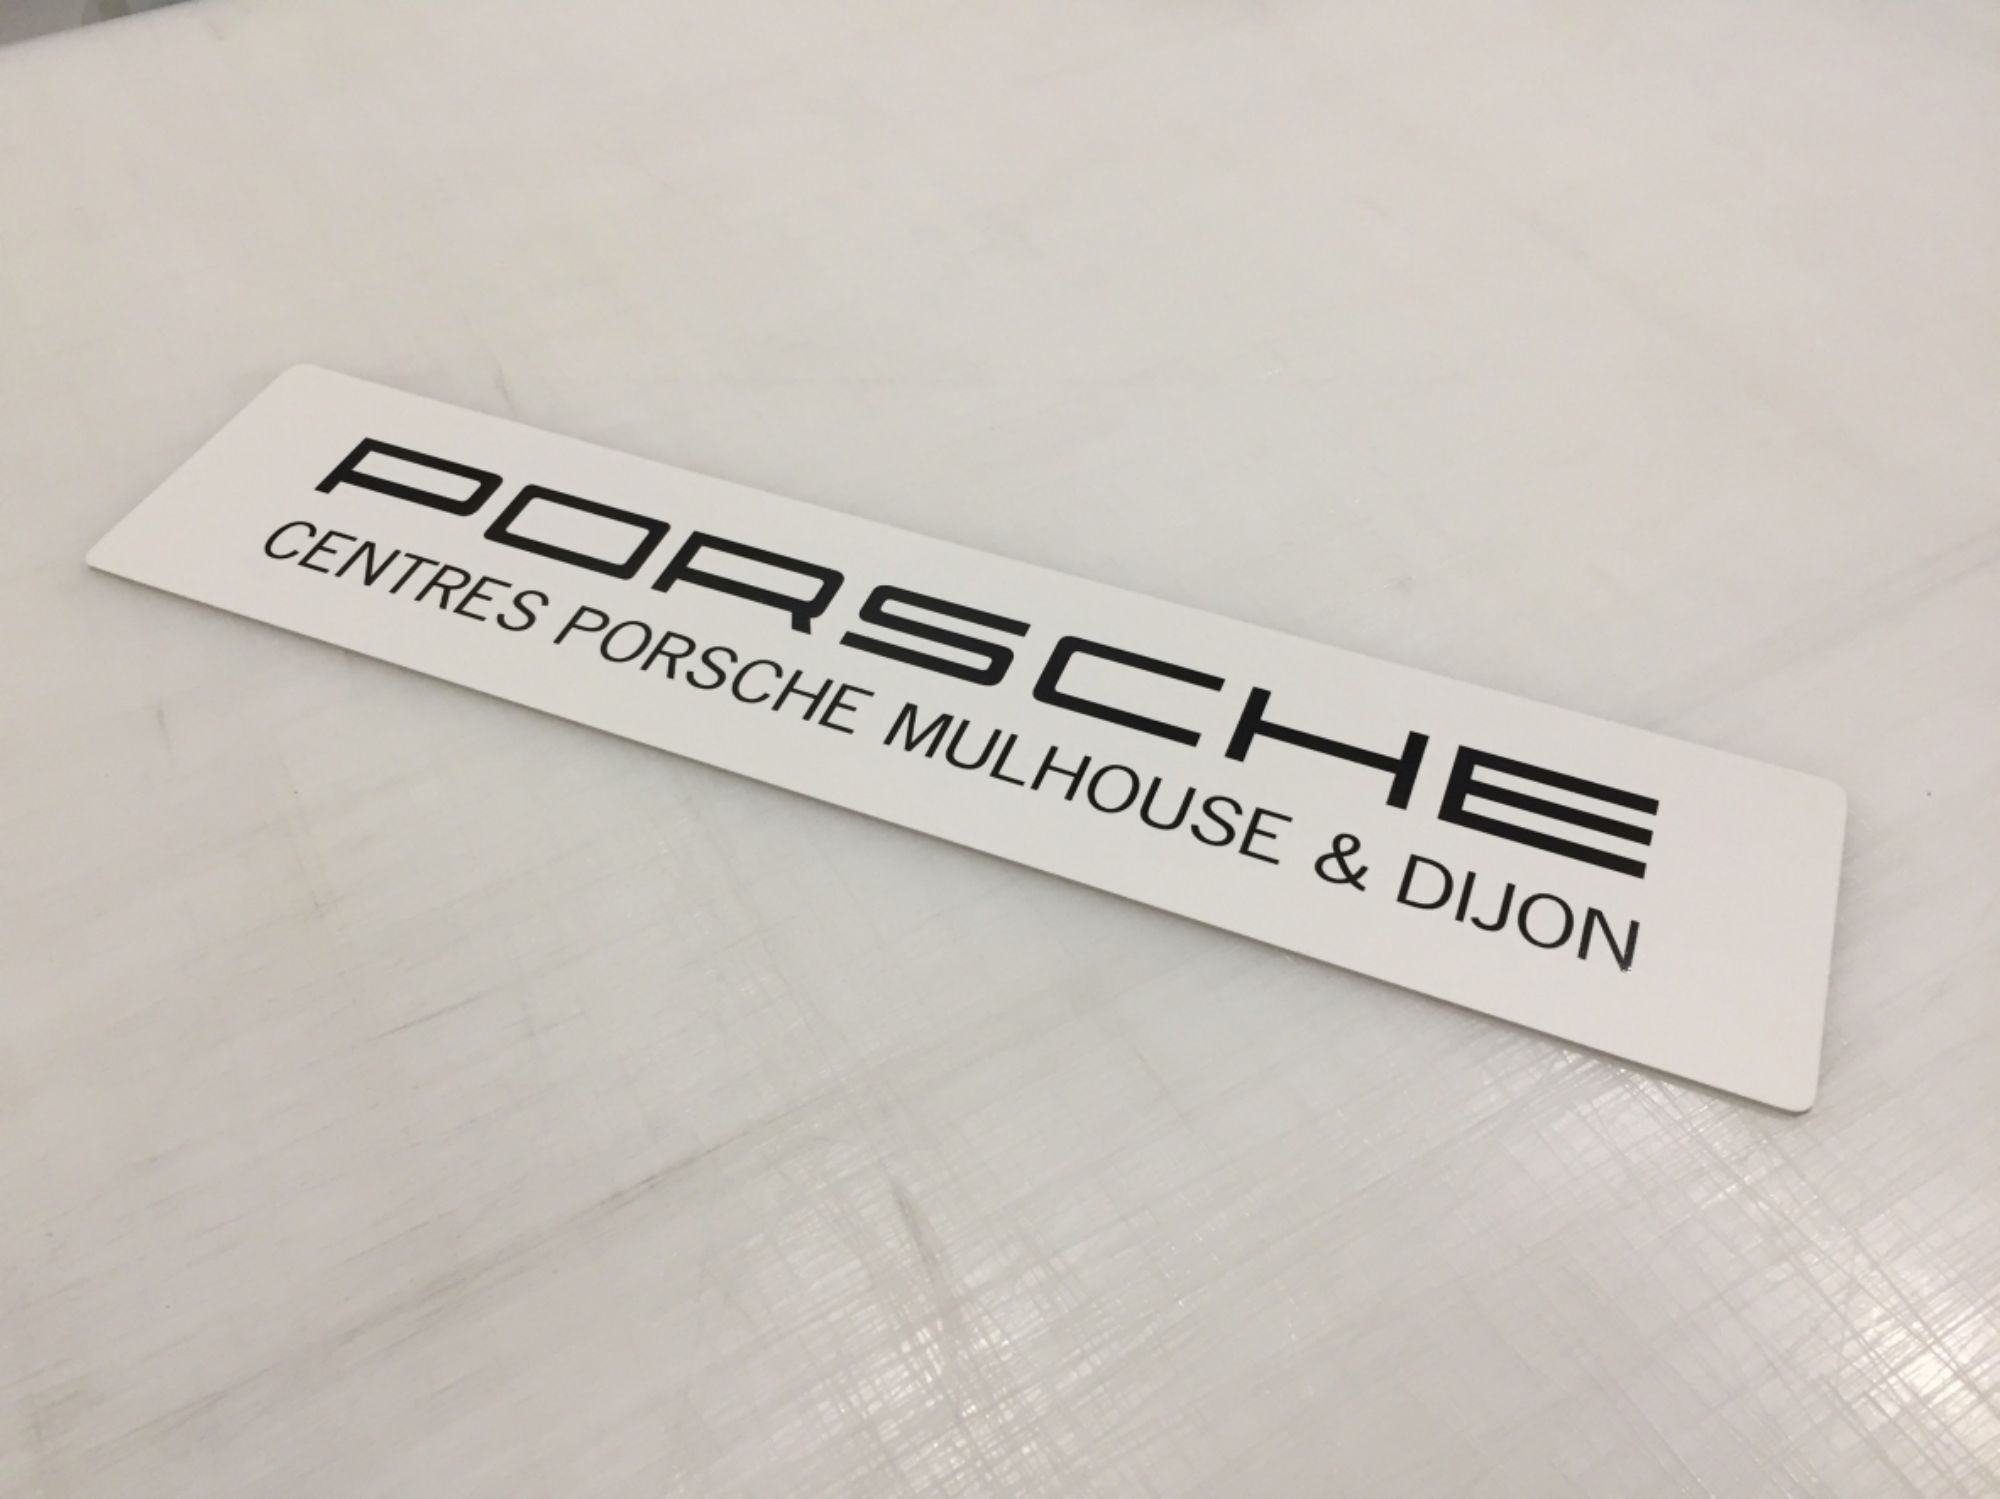 PORSCHE
CENTRES PORSCHE MULHOUSE & DIJON